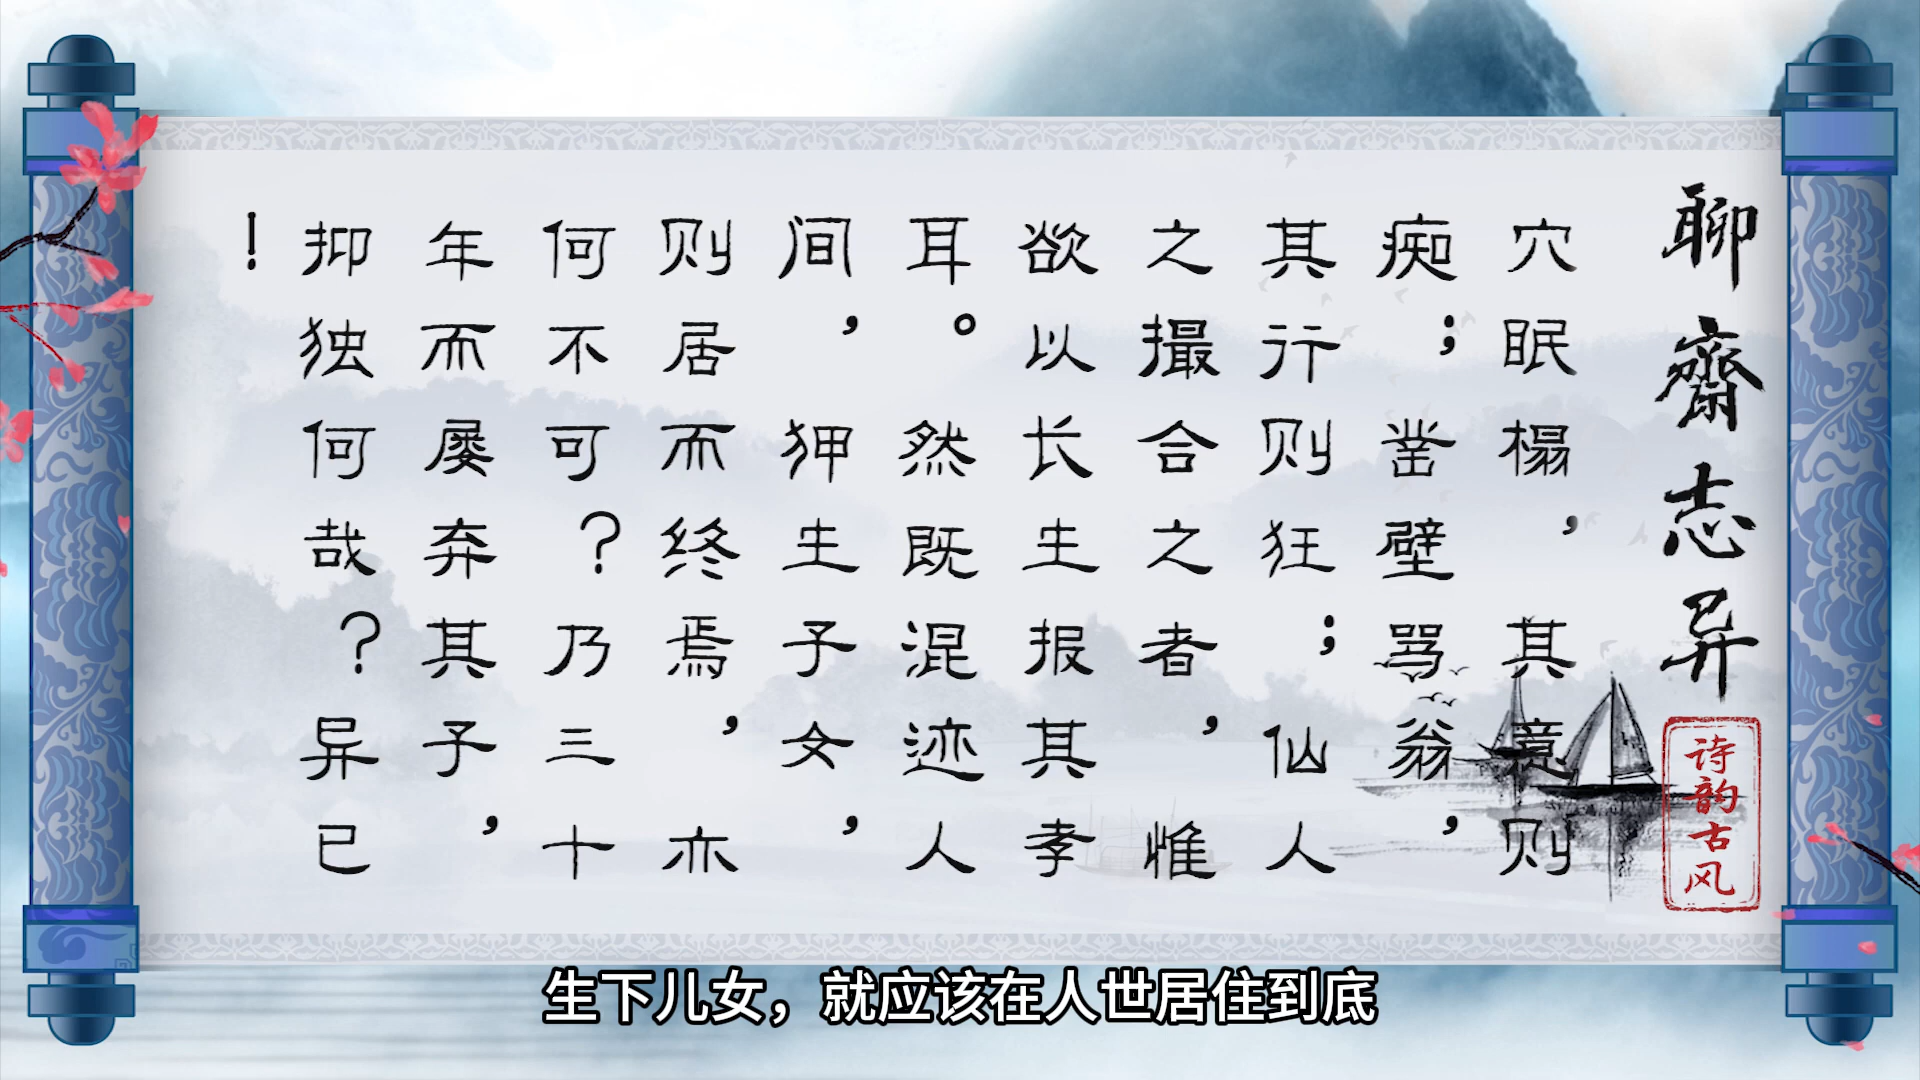 聊齋志异
诗韵古风
穴眠榻，其意则
痴；凿壁骂翁，
其行则狂；仙人
之撮合之者，惟
欲以长生报其孝
耳。然既混迹人
间，狎生子女，
则居而终焉，亦
何不可？乃三十
年而屡弃其子，
抑独何哉？异已
！
生下儿女，就应该在人世居住到底